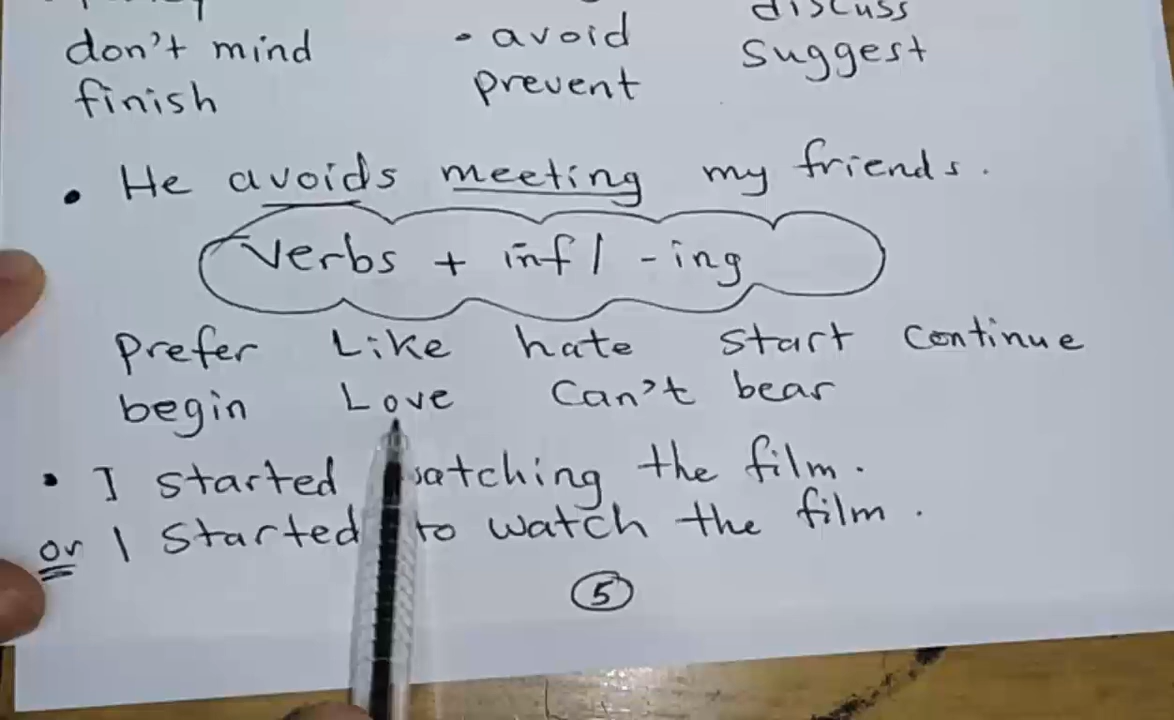 discuss
don't mind • avoid suggest
finish prevent
• He avoids meeting my friends.
verbs + inf / -ing
prefer Like hate start continue
begin Love Can't bear
• I started watching the film.
or I started to watch the film.
5